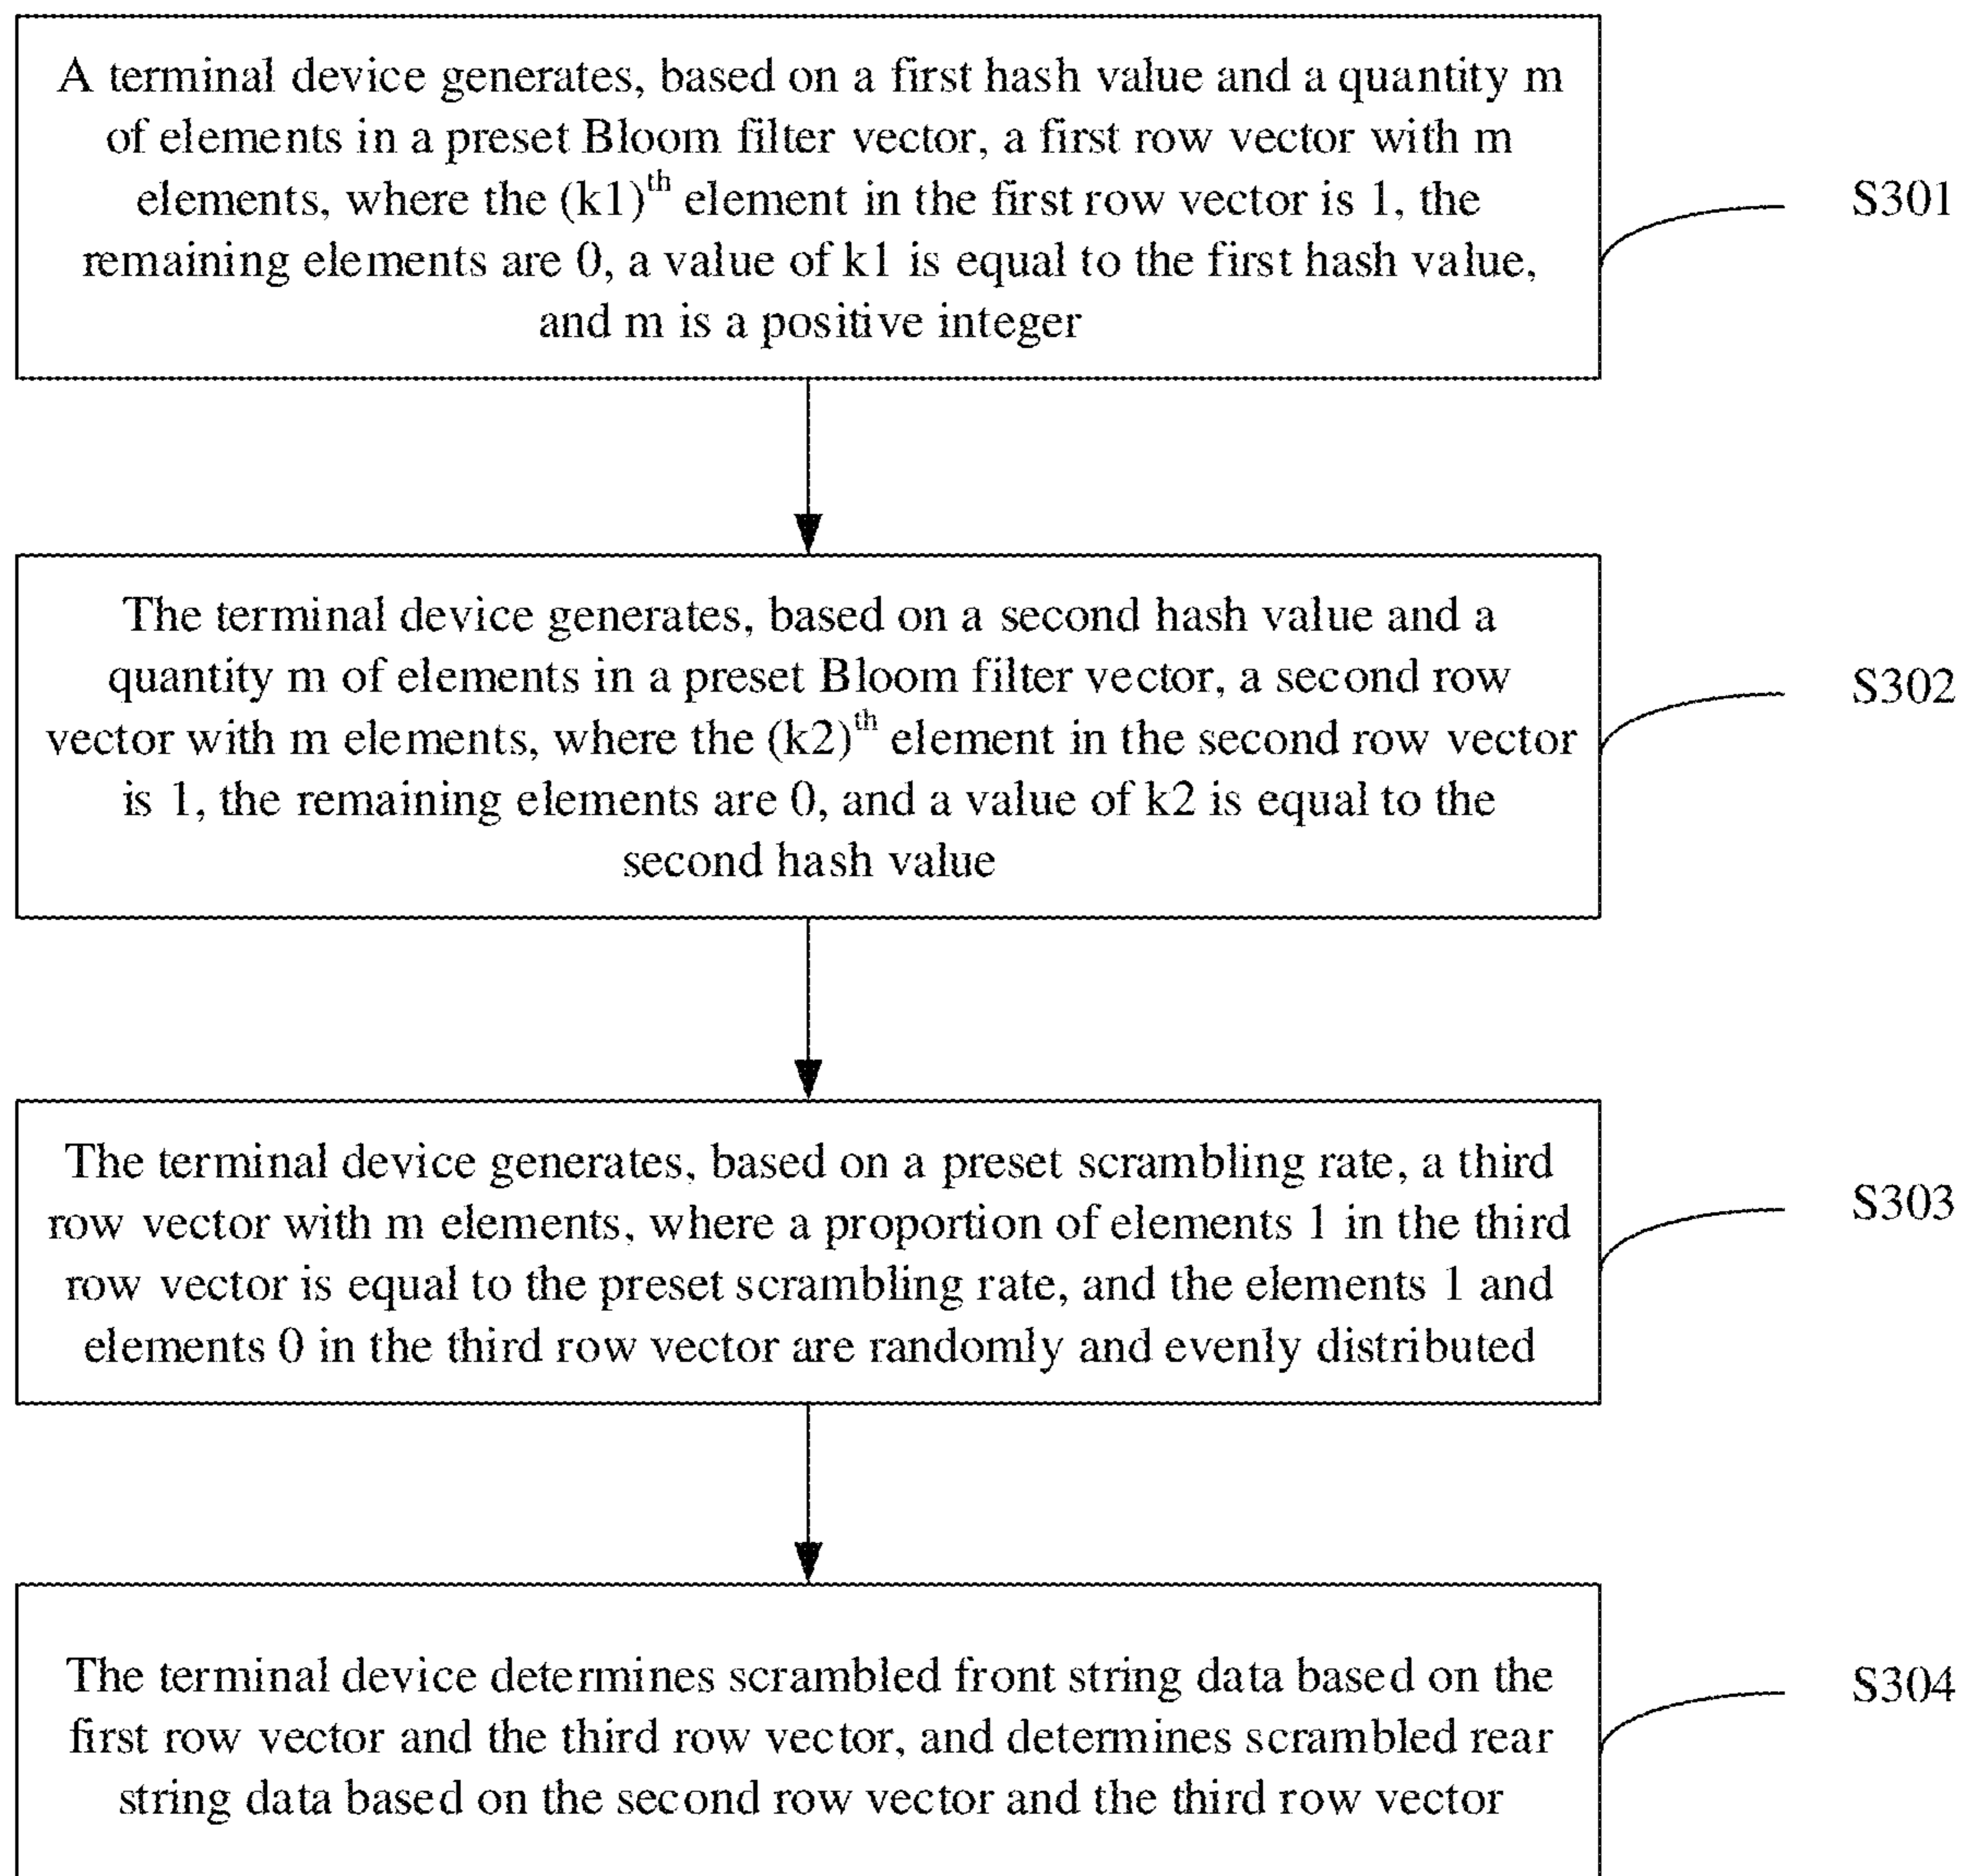 A terminal device generates, based on a first hash value and a quantity m
of elements in a preset Bloom filter vector, a first row vector with m
elements, where the (k1)th element in the first row vector is 1, the
remaining elements are 0, a value of k1 is equal to the first hash value,
and m is a positive integer
S301
The terminal device generates, based on a second hash value and a
quantity m of elements in a preset Bloom filter vector, a second row
vector with m elements, where the (k2)th element in the second row vector
is 1, the remaining elements are 0, and a value of k2 is equal to the
second hash value
S302
The terminal device generates, based on a preset scrambling rate, a third
row vector with m elements, where a proportion of elements 1 in the third
row vector is equal to the preset scrambling rate, and the elements 1 and
elements 0 in the third row vector are randomly and evenly distributed
S303
The terminal device determines scrambled front string data based on the
first row vector and the third row vector, and determines scrambled rear
string data based on the second row vector and the third row vector
S304